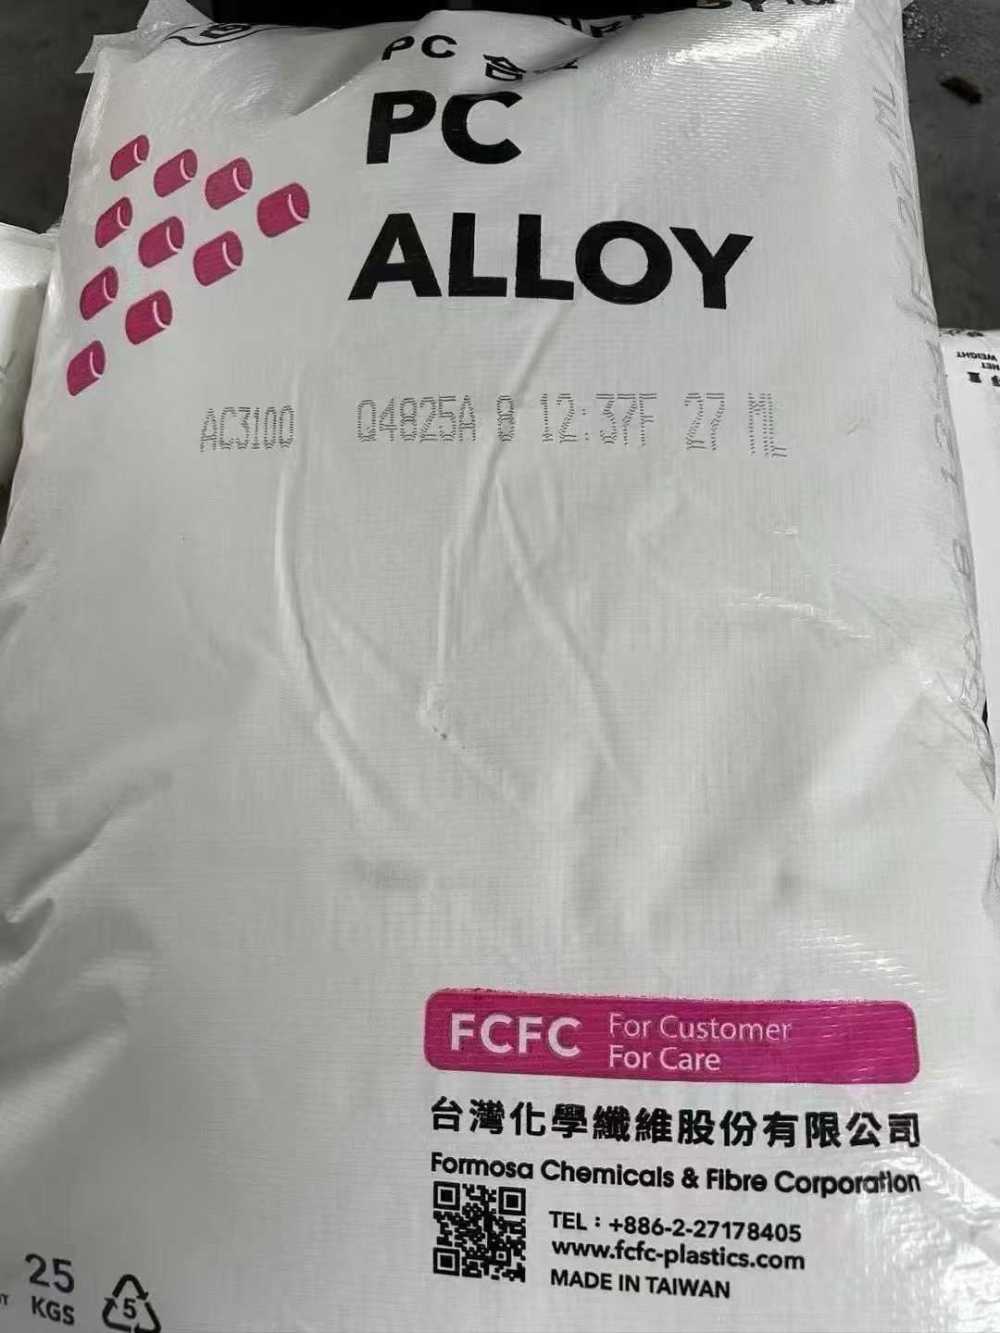 PC
PC
ALLOY
AC3100 Q4825A 8 12:37F 27 ML
FCFC For Customer
For Care
台灣化學纖維股份有限公司
Formosa Chemicals & Fibre Corporation
TEL：+886-2-27178405
www.fcfc-plastics.com
MADE IN TAIWAN
25
KGS
5
NET
WEIGHT